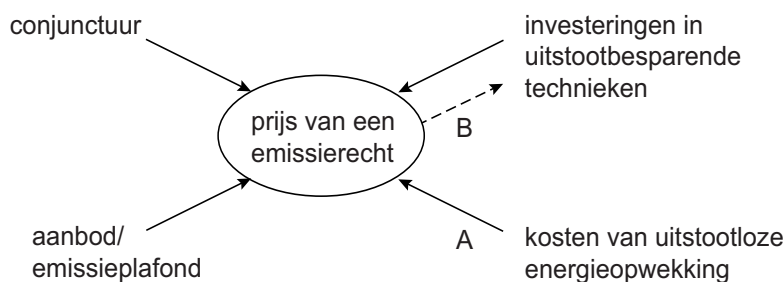 conjunctuur
investeringen in
uitstootbesparende
technieken
prijs van een
emissierecht
B
aanbod/
emissieplafond
A
kosten van uitstootloze
energieopwekking